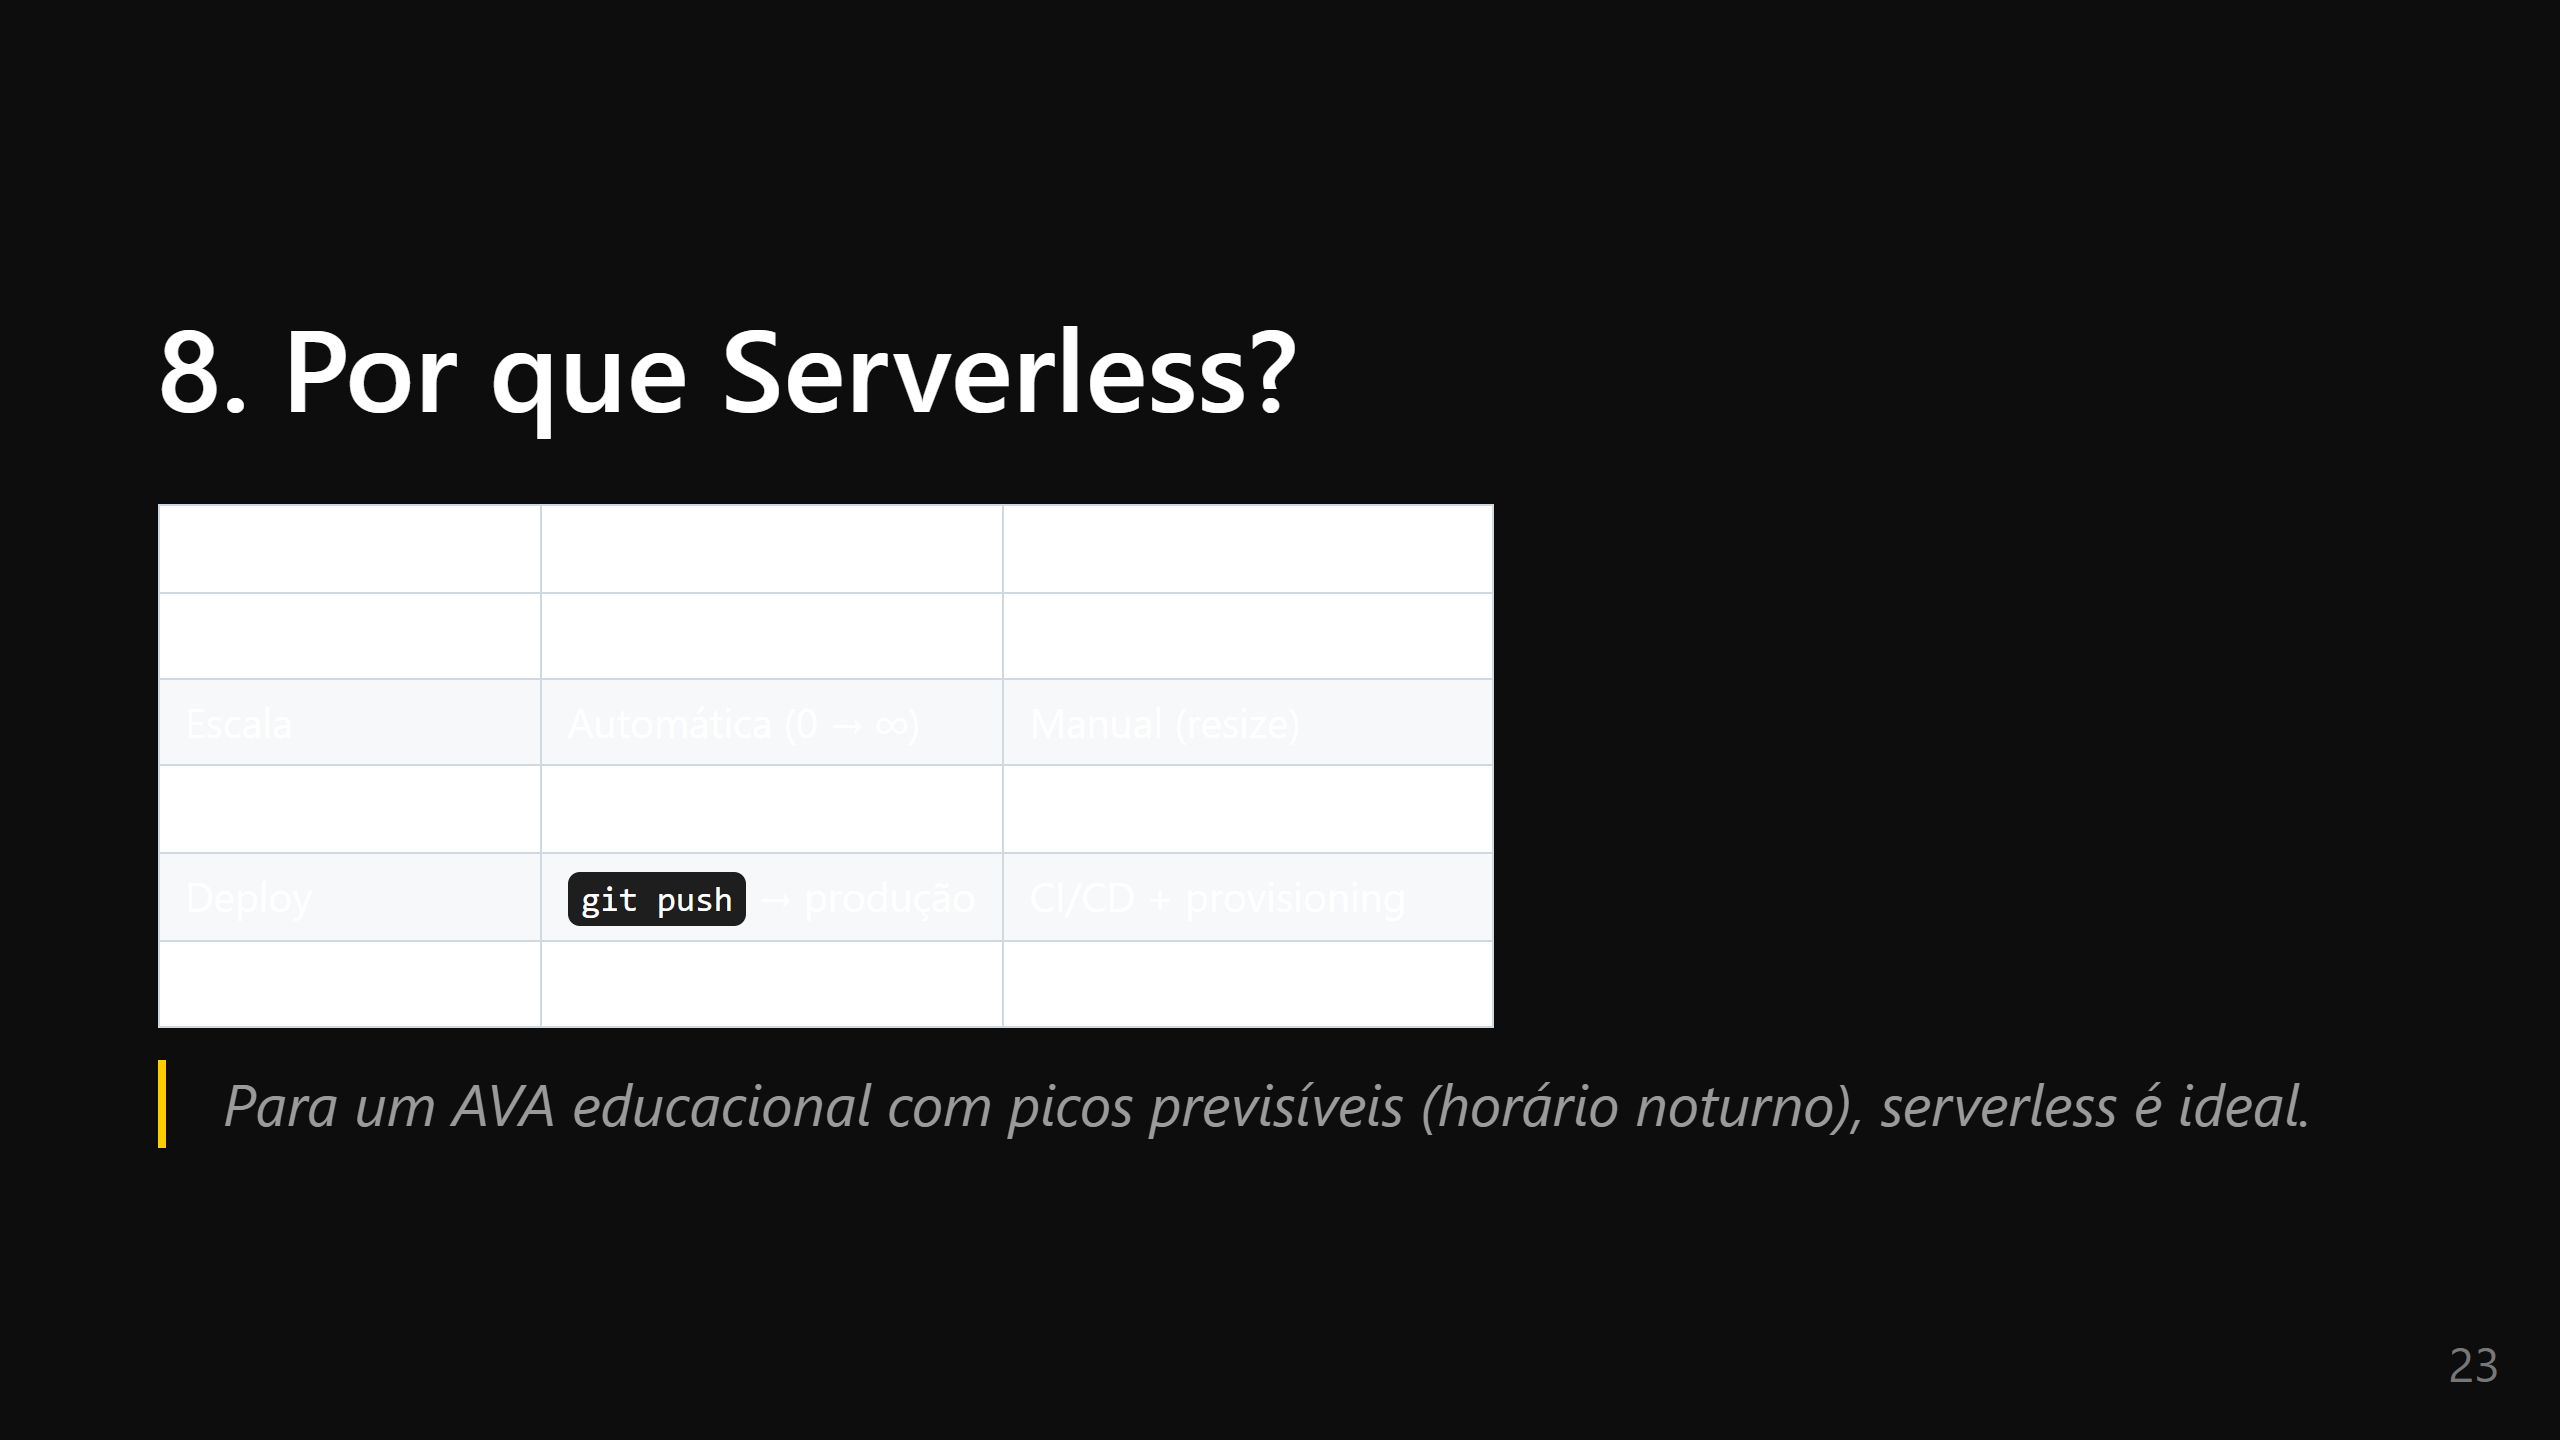 8. Por que Serverless?
Escala Automática (0 → ∞) Manual (resize)
Deploy git push → produção CI/CD + provisioning
Para um AVA educacional com picos previsíveis (horário noturno), serverless é ideal.
23